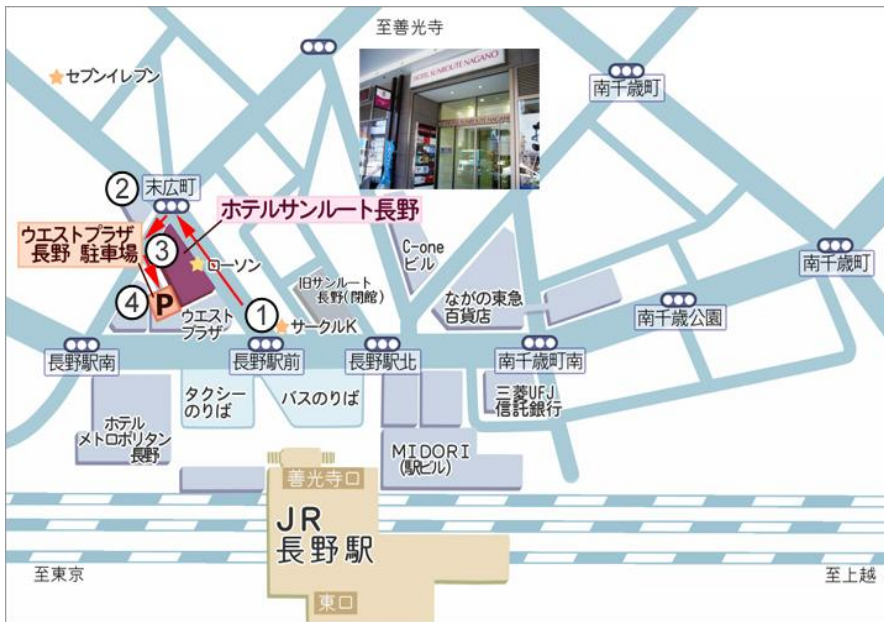 至善光寺
セブンイレブン
南千歳町
HOTEL SUNROUTE NAGANO
HOTEL SUNROUTE NAGANO
②
末広町
ホテルサンルート長野
ウエストプラザ
長野 駐車場
③
ローソン
C-one
ビル
南千歳町
④
P
旧サンルート
長野(閉館)
ながの東急
百貨店
南千歳公園
ウエスト
プラザ
①
サークルK
長野駅南
長野駅前
長野駅北
南千歳町南
タクシー
のりば
バスのりば
三菱UFJ
信託銀行
ホテル
メトロポリタン
長野
MIDORI
(駅ビル)
善光寺口
JR
長野駅
至東京
至上越
東口